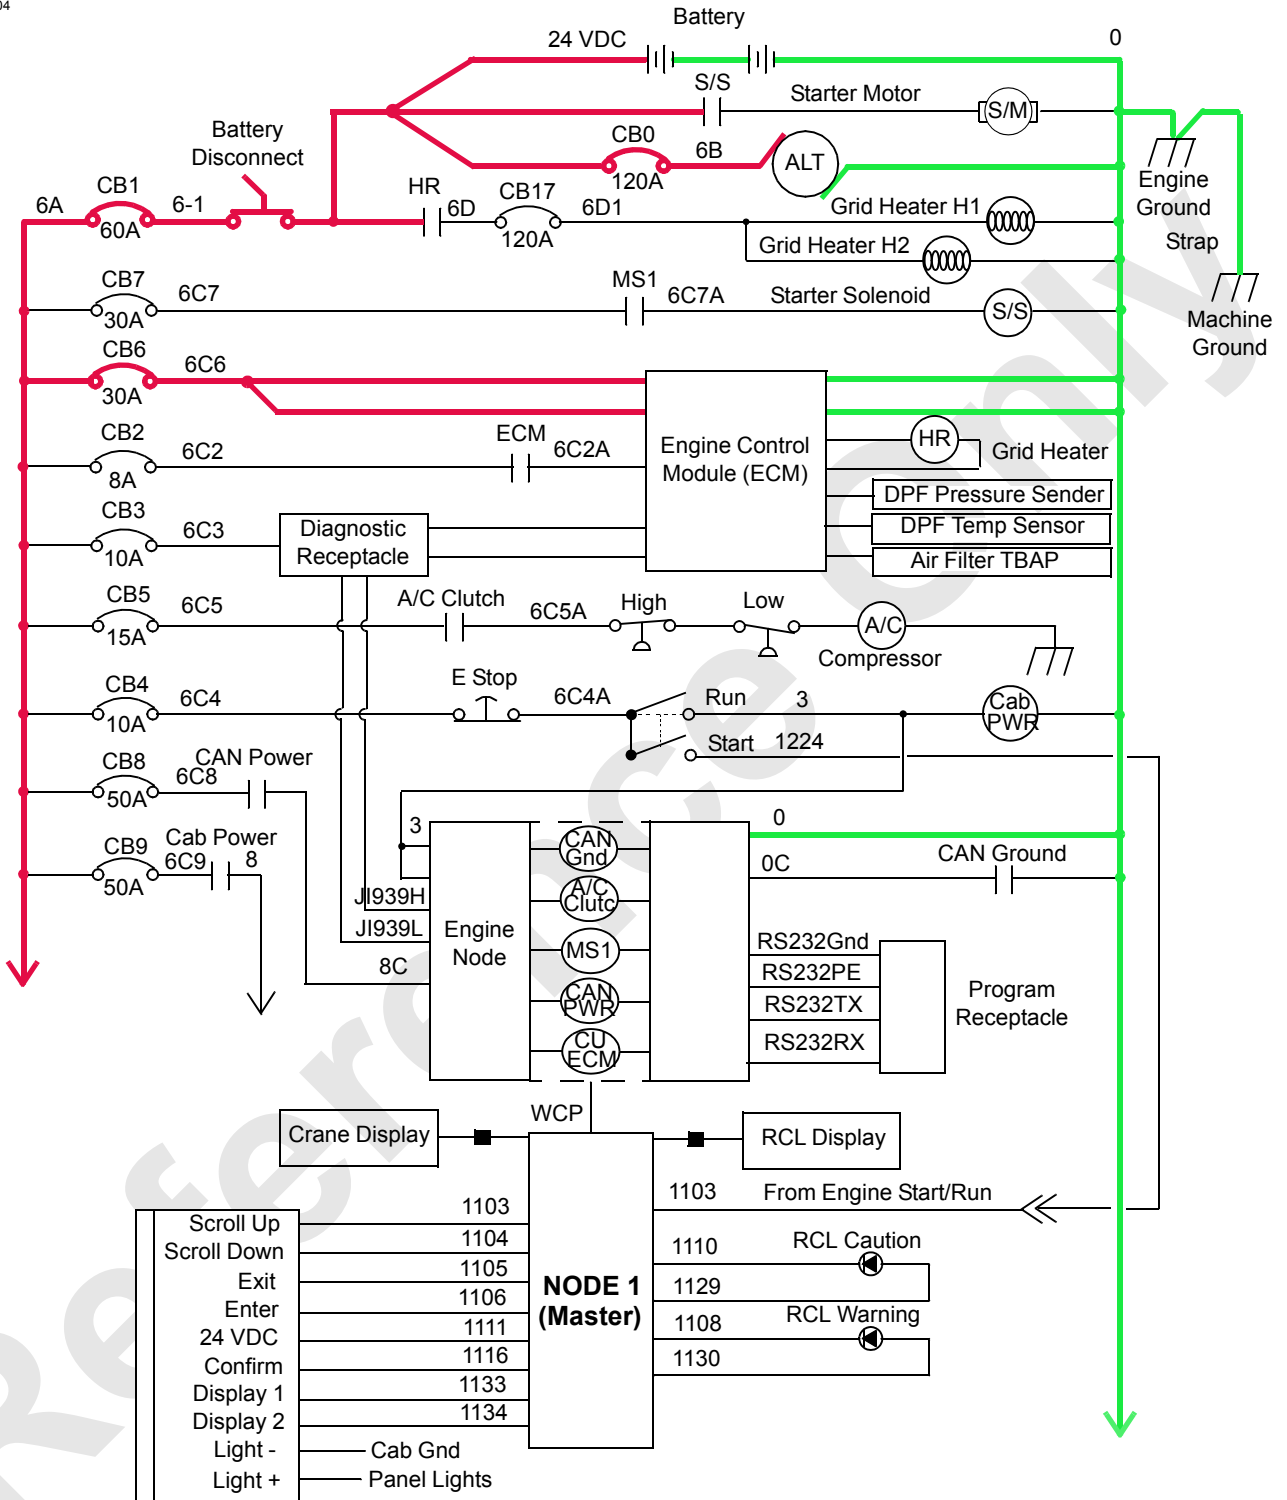 04
Battery
24 VDC
0
S/S
Starter Motor
S/M
Battery
Disconnect
CB0
6B
ALT
120A
Engine
Ground
Strap
CB1
6A
6-1
60A
HR
6D
CB17
6D1
120A
Grid Heater H1
Grid Heater H2
Machine
Ground
CB7
6C7
30A
MS1
6C7A
Starter Solenoid
S/S
CB6
6C6
30A
Engine Control
Module (ECM)
HR
Grid Heater
CB2
6C2
8A
ECM
6C2A
DPF Pressure Sender
DPF Temp Sensor
Air Filter TBAP
CB3
6C3
10A
Diagnostic
Receptacle
CB5
6C5
15A
A/C Clutch
6C5A
High
Low
A/C
Compressor
CB4
6C4
10A
E Stop
6C4A
Run
3
Cab
PWR
Start
1224
CB8
6C8
CAN Power
50A
CB9
Cab Power
6C9
8
50A
3
JI939H
JI939L
8C
Engine
Node
CAN
Gnd
A/C
Clutc
MS1
CAN
PWR
CU
ECM
0
0C
CAN Ground
RS232Gnd
RS232PE
RS232TX
RS232RX
Program
Receptacle
WCP
Crane Display
RCL Display
NODE 1
(Master)
1103
From Engine Start/Run
1110
RCL Caution
1129
1108
RCL Warning
1130
Scroll Up
1103
Scroll Down
1104
Exit
1105
Enter
1106
24 VDC
1111
Confirm
1116
Display 1
1133
Display 2
1134
Light -
Cab Gnd
Light +
Panel Lights
Reference Only